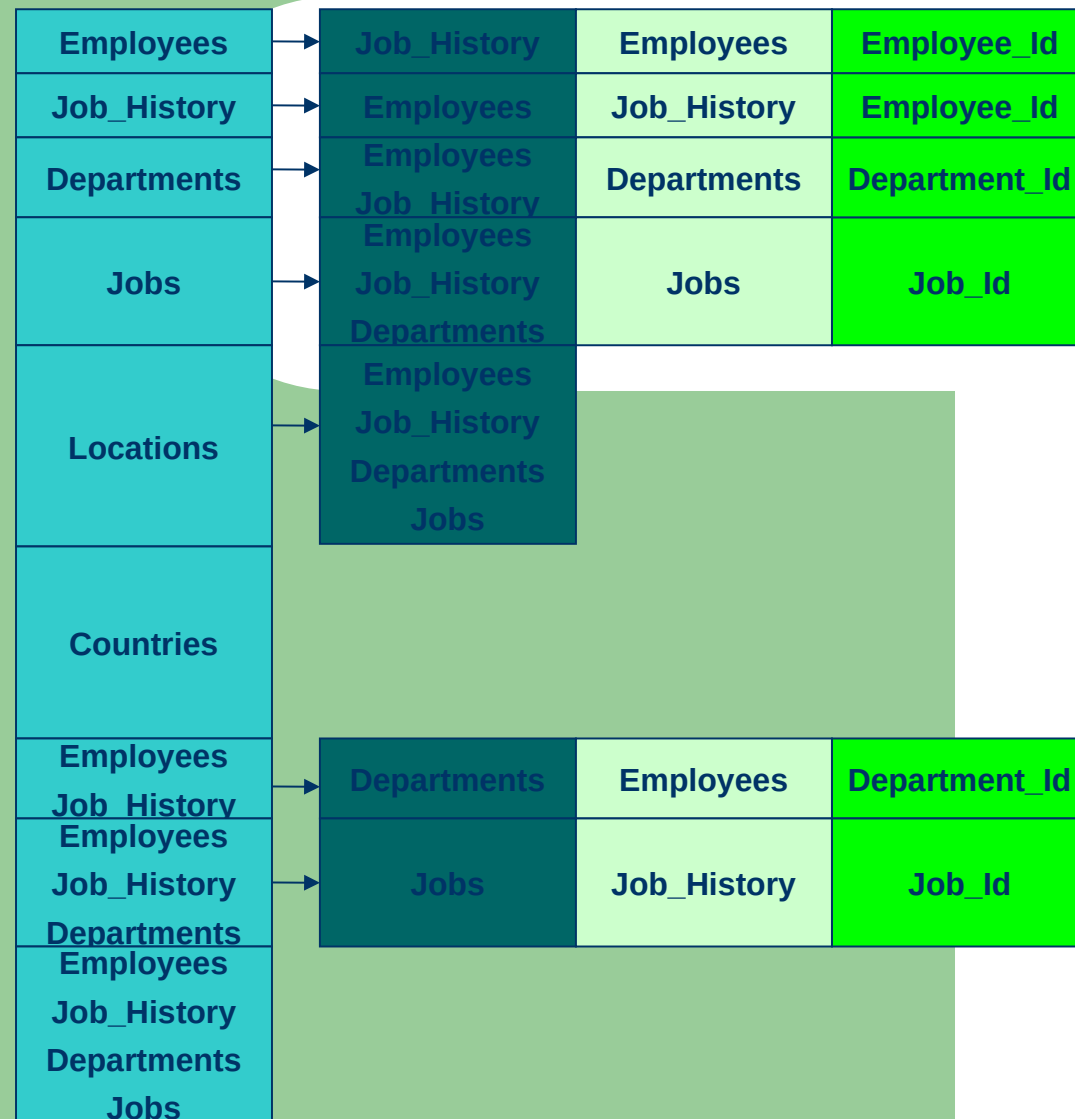 Employees Job_History Employees Employee_Id
Job_History Employees Job_History Employee_Id
Employees
Departments Departments Department_Id
Job_History
Employees
Jobs Job_History Jobs Job_Id
Departments
Employees
Job_History
Locations
Departments
Jobs
Countries
Employees
Departments Employees Department_Id
Job_History
Employees
Job_History Jobs Job_History Job_Id
Departments
Employees
Job_History
Departments
Jobs